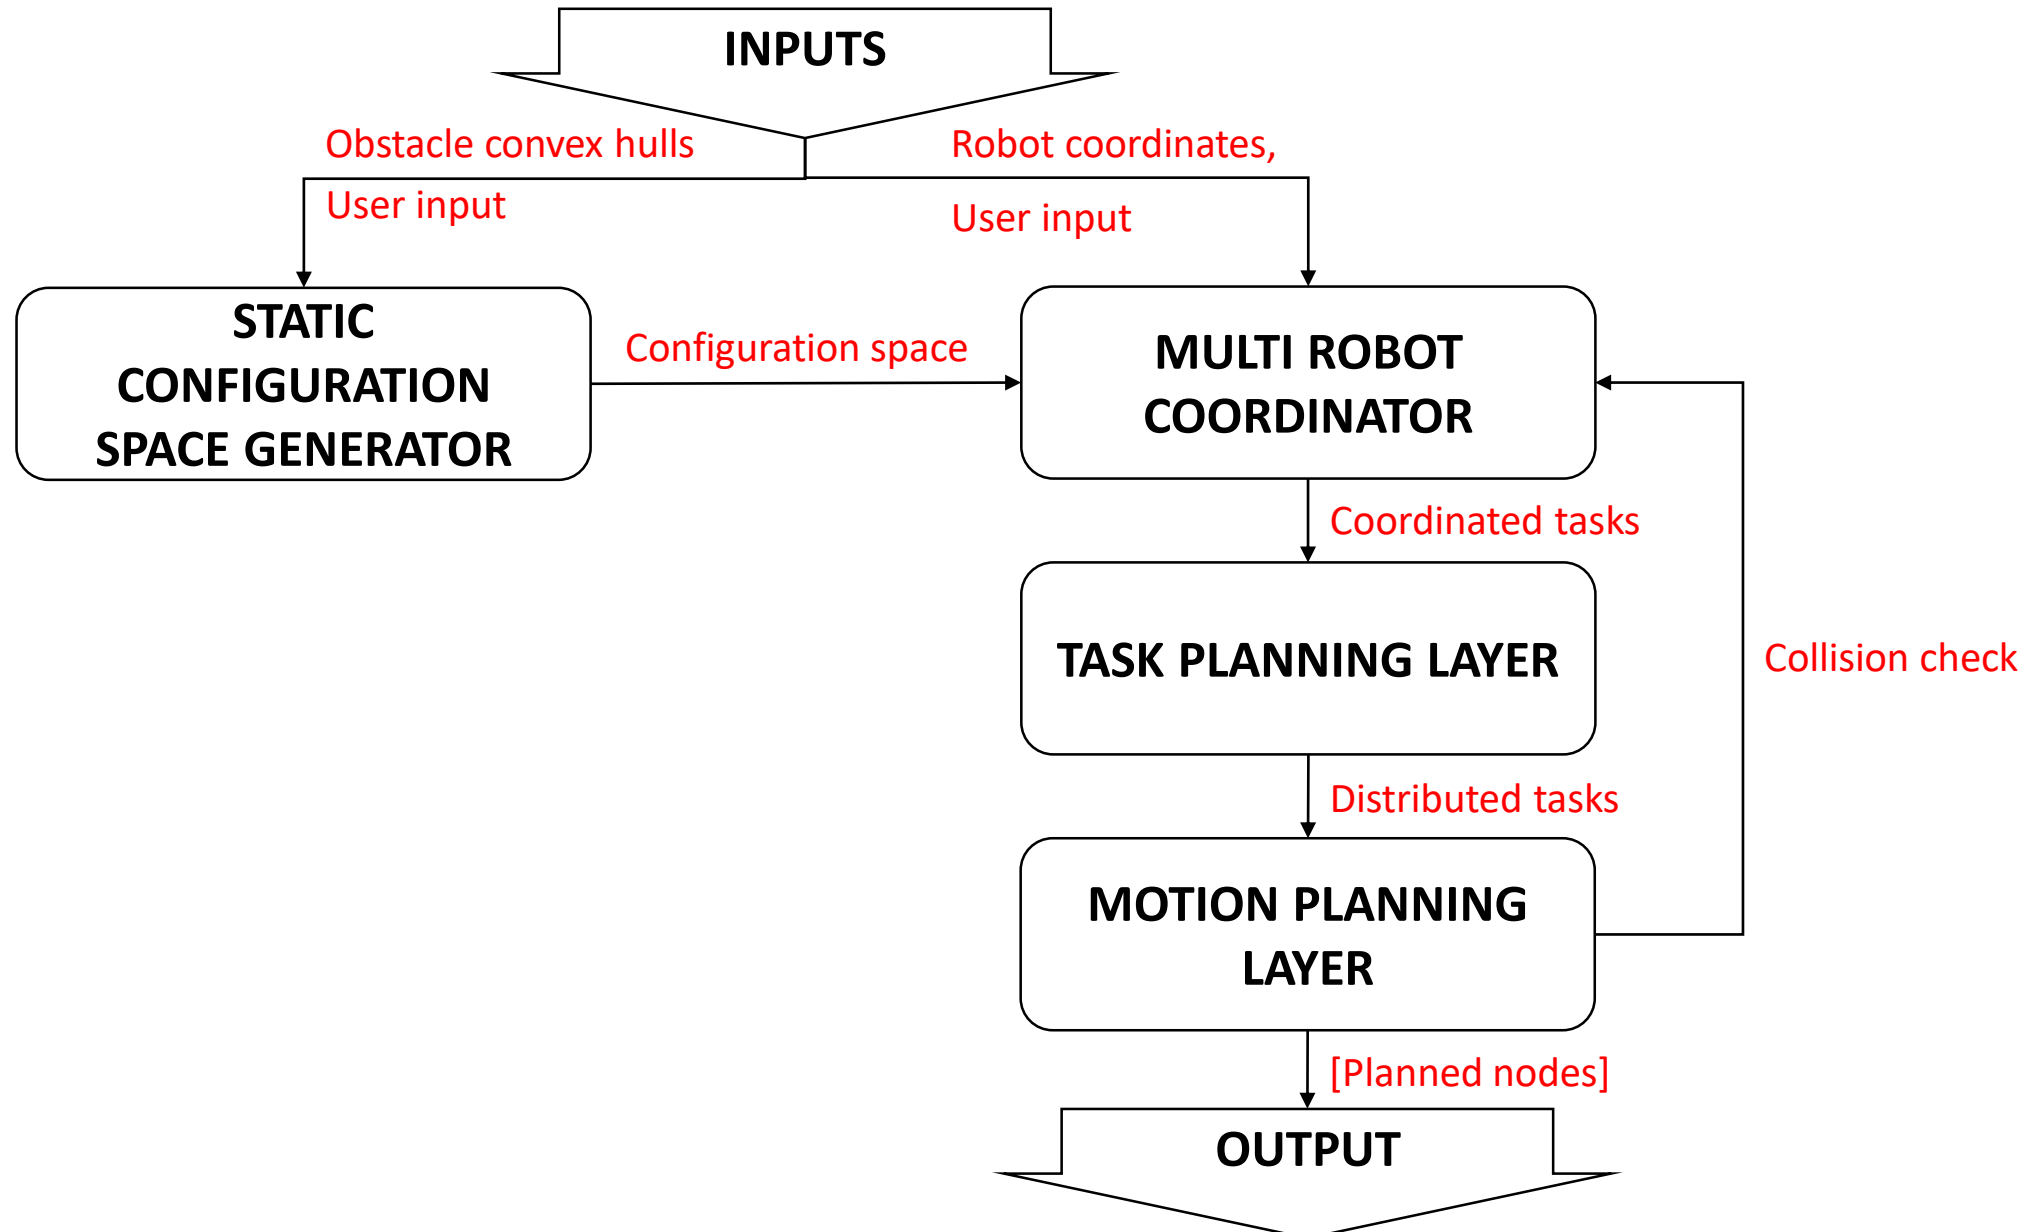 INPUTS
Obstacle convex hulls
User input
Robot coordinates,
User input
STATIC
CONFIGURATION
SPACE GENERATOR
Configuration space
MULTI ROBOT
COORDINATOR
Coordinated tasks
TASK PLANNING LAYER
Collision check
Distributed tasks
MOTION PLANNING
LAYER
[Planned nodes]
OUTPUT